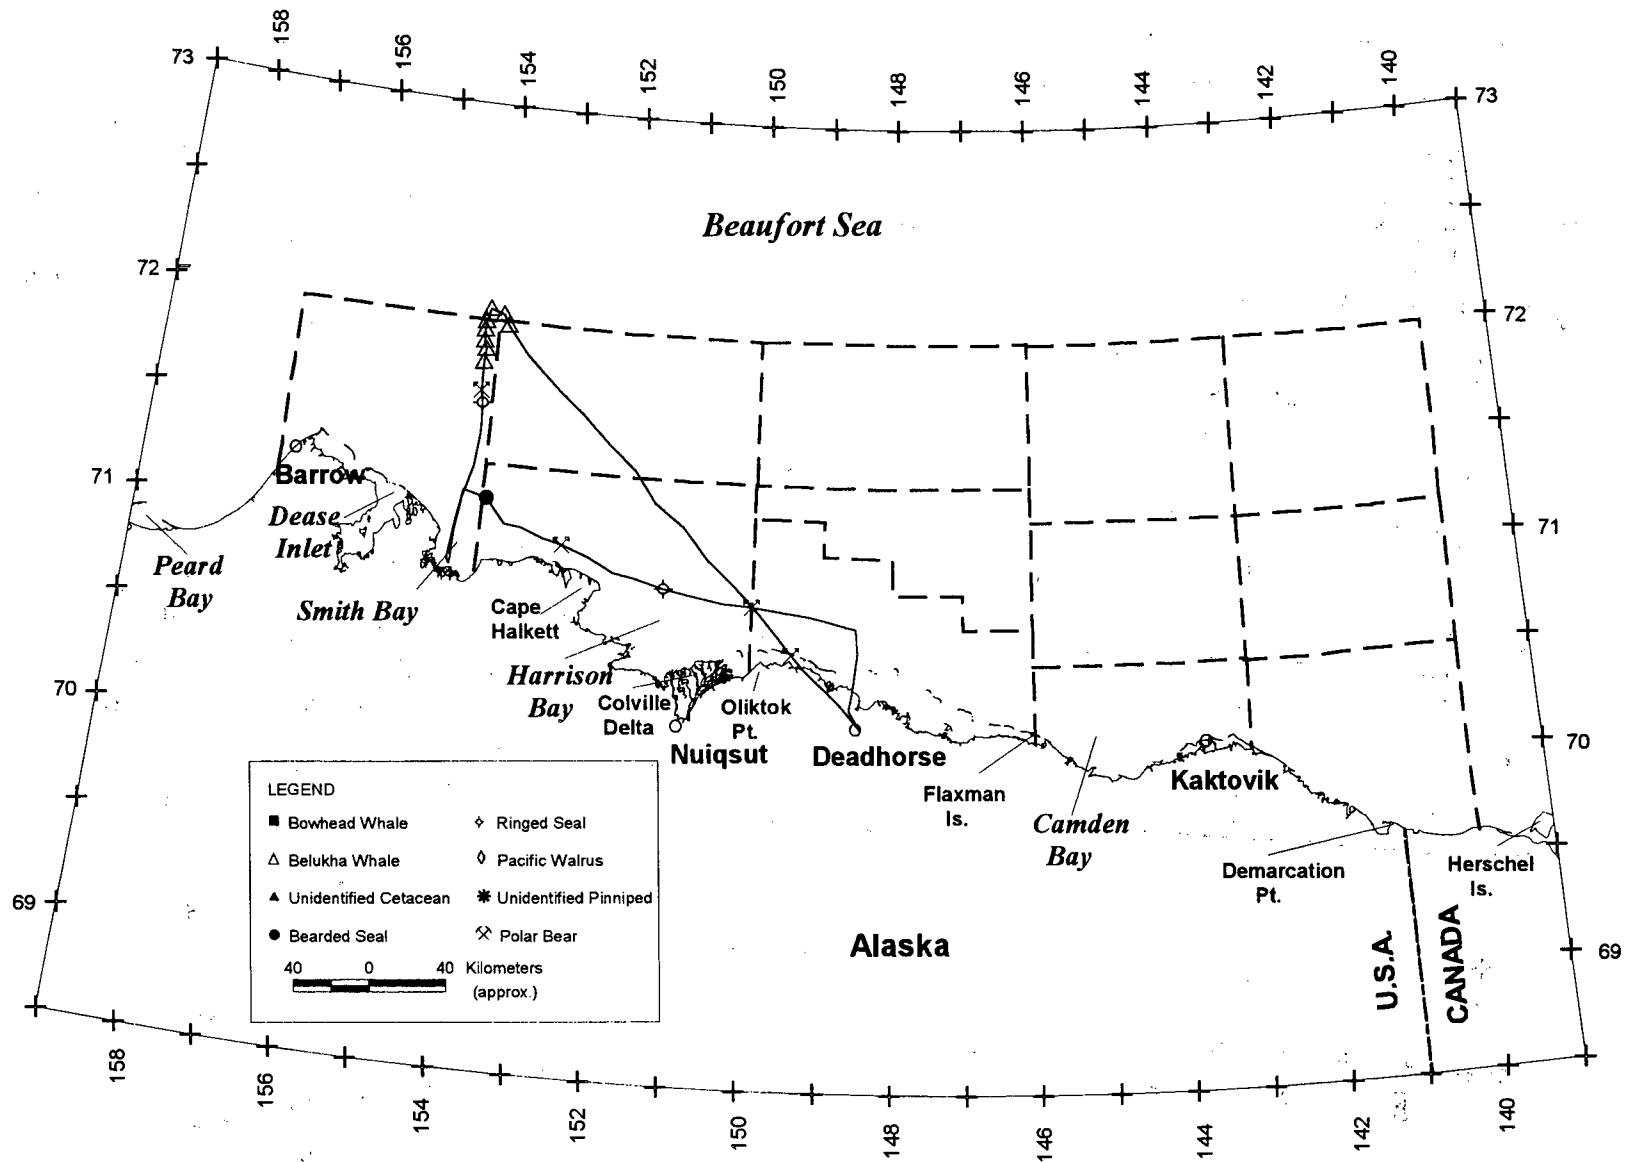 158
156
154
152
150
148
146
144
142
140
73
73
Beaufort Sea
72
72
71
71
Barrow
Dease
Inlet
Peard
Bay
Smith Bay
Cape
Halkett
Harrison
Bay
Colville
Delta
Oliktok
Pt.
70
70
Nuiqsut
Deadhorse
Flaxman
Is.
Camden
Bay
Kaktovik
Demarcation
Pt.
Herschel
Is.
LEGEND
Bowhead Whale
Ringed Seal
Belukha Whale
Pacific Walrus
Unidentified Cetacean
Unidentified Pinniped
Bearded Seal
Polar Bear
40 0 40 Kilometers
(approx.)
69
69
Alaska
U.S.A.
CANADA
158
156
154
152
150
148
146
144
142
140